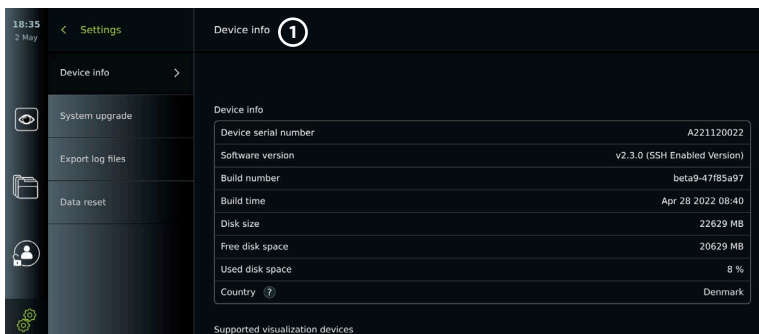 18:35
2 May
Settings
Device info
1
Device info
System upgrade
Export log files
Data reset
Device info
Device serial number A221120022
Software version v2.3.0 (SSH Enabled Version)
Build number beta9-47f85a97
Build time Apr 28 2022 08:40
Disk size 22629 MB
Free disk space 20629 MB
Used disk space 8 %
Country ? Denmark
Supported visualization devices